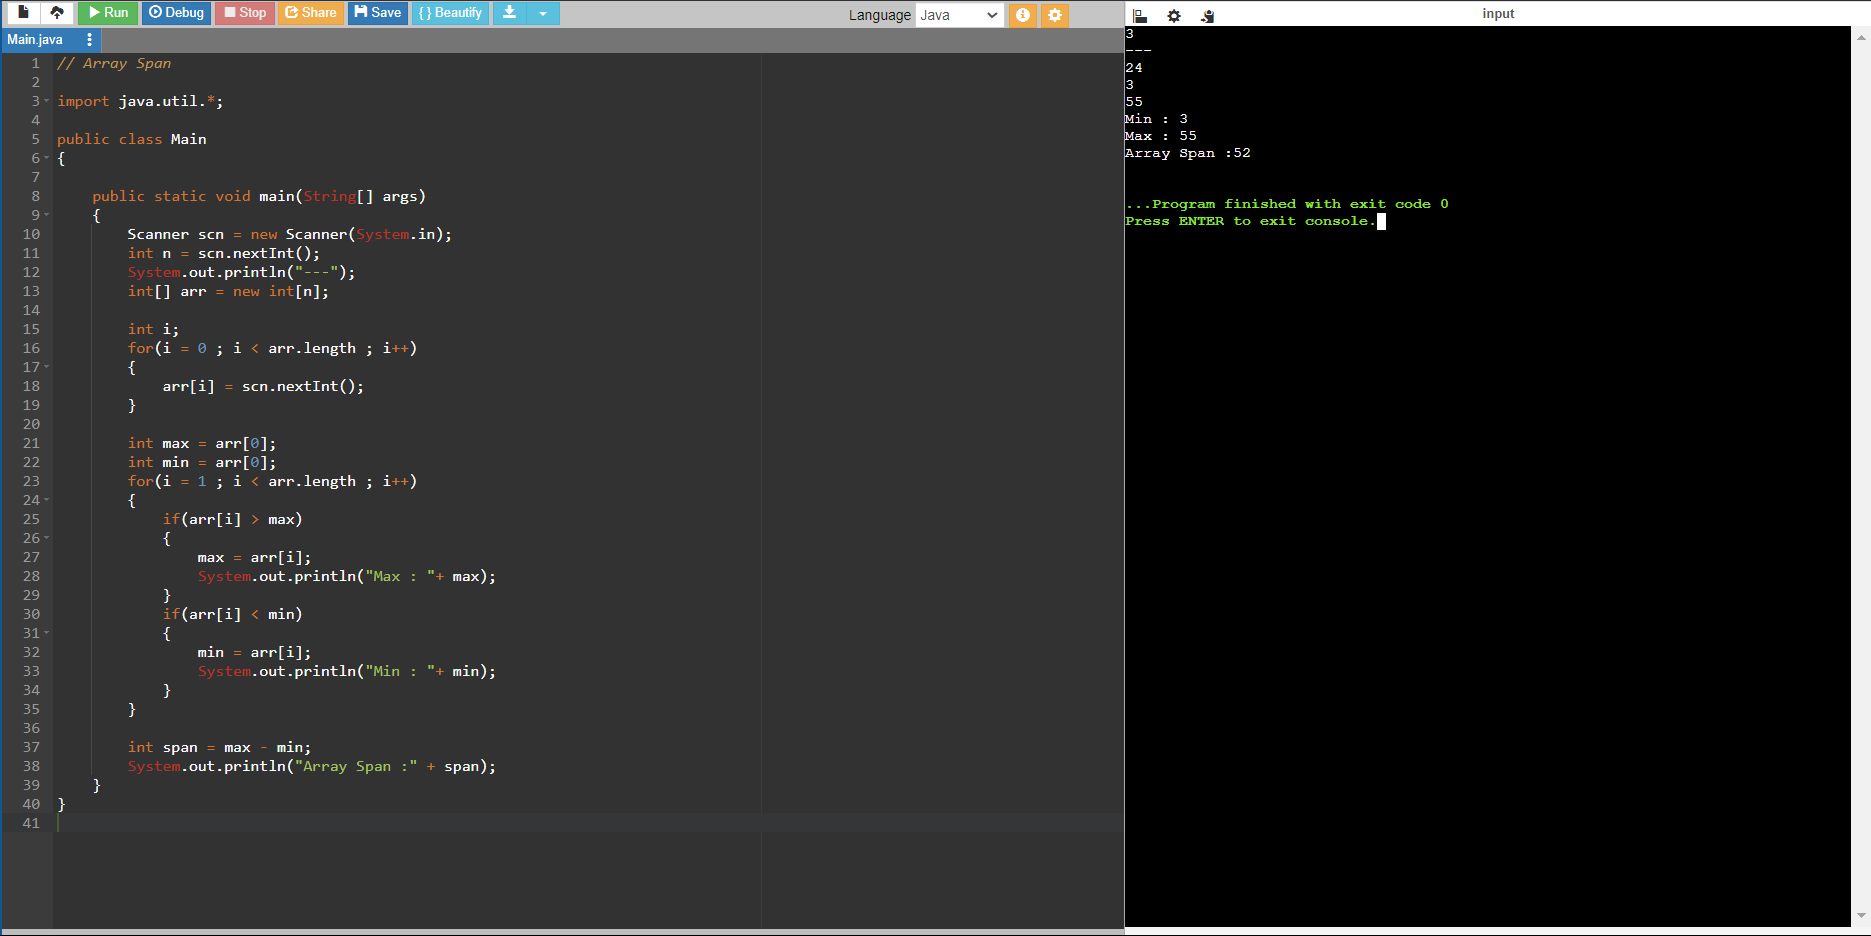 Run Debug Stop Share Save { } Beautify Language Java input
Main.java
1 // Array Span
2
3 import java.util.*;
4
5 public class Main
6 {
7
8 public static void main(String[] args)
9 {
10 Scanner scn = new Scanner(System.in);
11 int n = scn.nextInt();
12 System.out.println("---");
13 int[] arr = new int[n];
14
15 int i;
16 for(i = 0 ; i < arr.length ; i++)
17 {
18 arr[i] = scn.nextInt();
19 }
20
21 int max = arr[0];
22 int min = arr[0];
23 for(i = 1 ; i < arr.length ; i++)
24 {
25 if(arr[i] > max)
26 {
27 max = arr[i];
28 System.out.println("Max : "+ max);
29 }
30 if(arr[i] < min)
31 {
32 min = arr[i];
33 System.out.println("Min : "+ min);
34 }
35 }
36
37 int span = max - min;
38 System.out.println("Array Span :" + span);
39 }
40 }
41
3
---
24
3
55
Min : 3
Max : 55
Array Span :52
...Program finished with exit code 0
Press ENTER to exit console.